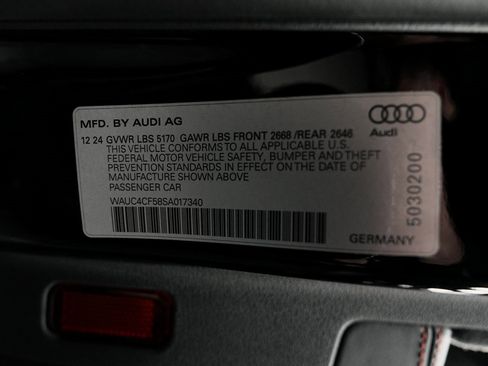 MFD. BY AUDI AG
12 24 GVWR LBS 5170 GAWR LBS FRONT 2668 /REAR 2646
THIS VEHICLE CONFORMS TO ALL APPLICABLE U.S.
FEDERAL MOTOR VEHICLE SAFETY, BUMPER AND THEFT
PREVENTION STANDARDS IN EFFECT ON THE DATE OF
MANUFACTURE SHOWN ABOVE
PASSENGER CAR
WAUC4CF58SA017340
Audi
5030200
GERMANY